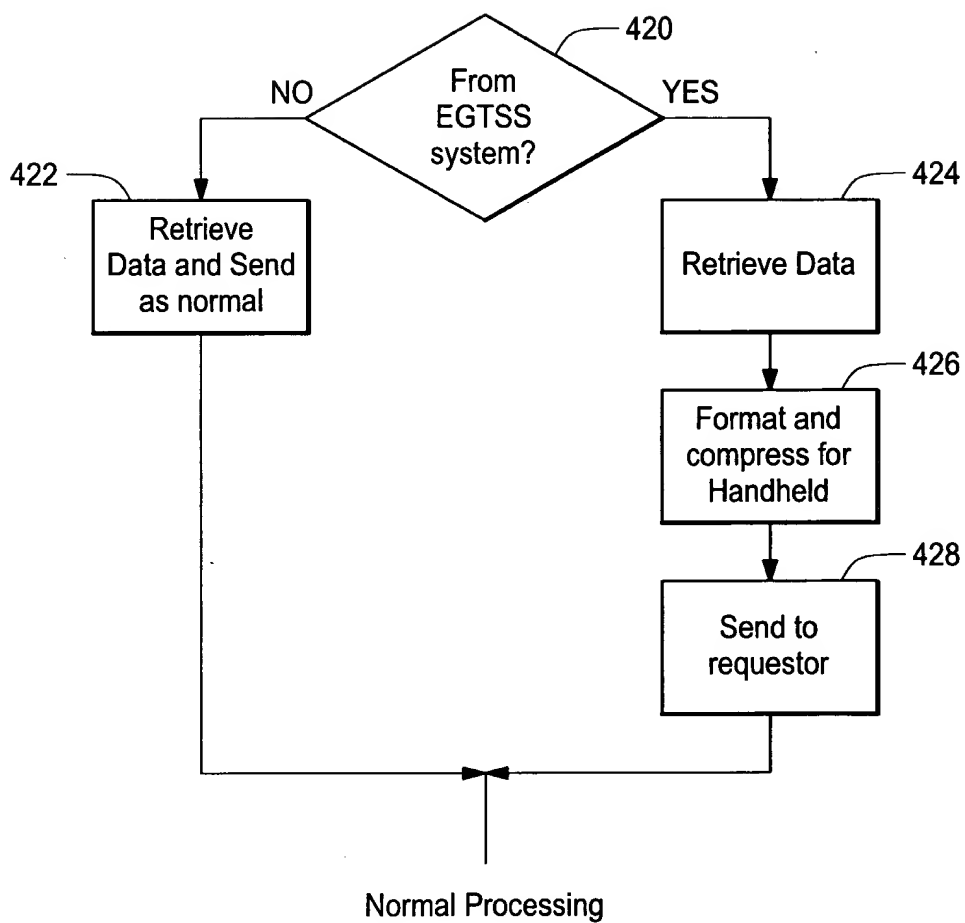 420
From
EGTSS
system?
NO
YES
422
Retrieve
Data and Send
as normal
424
Retrieve Data
426
Format and
compress for
Handheld
428
Send to
requestor
Normal Processing